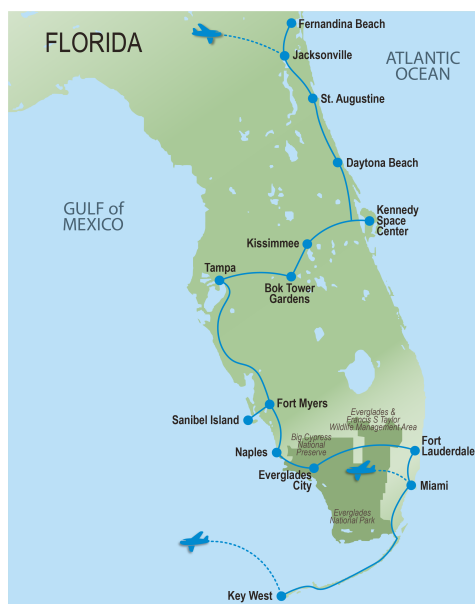 Fernandina Beach
FLORIDA
Jacksonville
ATLANTIC
OCEAN
St. Augustine
Daytona Beach
GULF of
MEXICO
Kennedy
Space
Center
Kissimmee
Tampa
Bok Tower
Gardens
Fort Myers
Sanibel Island
Everglades &
Francis S Taylor
Wildlife Management Area
Big Cypress
National
Preserve
Naples
Fort
Lauderdale
Everglades
City
Miami
Everglades
National Park
Key West